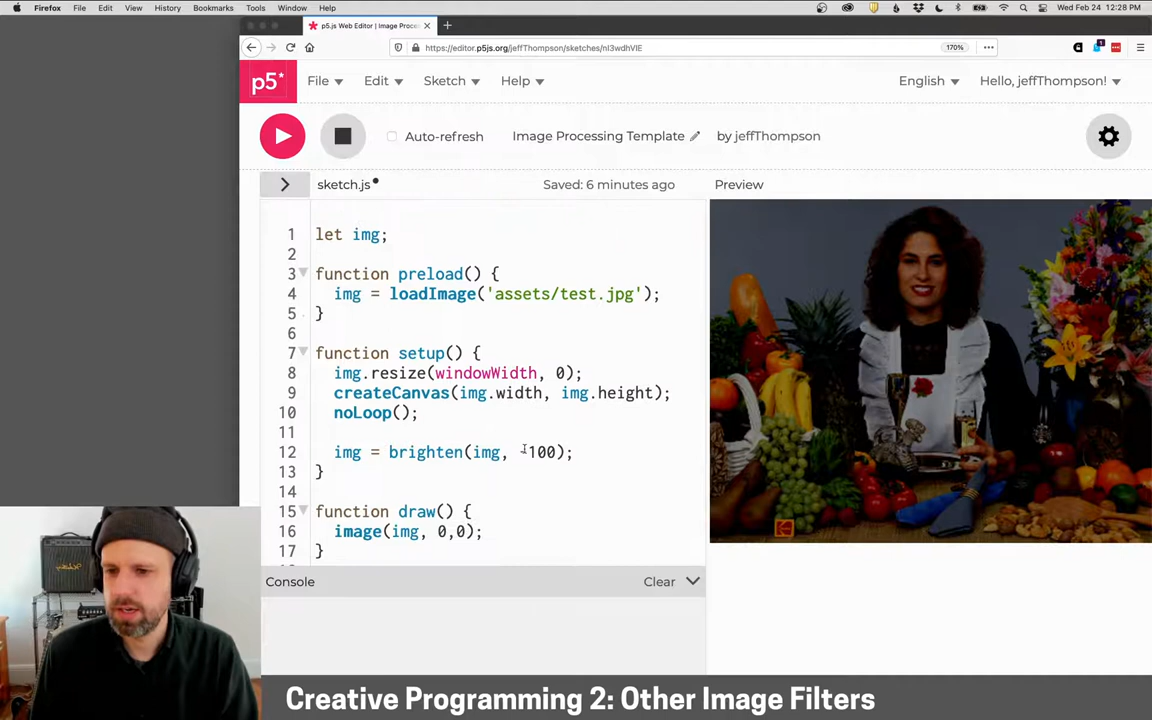 Firefox File Edit View History Bookmarks Tools Window Help Wed Feb 24 12:28 PM
p5.js Web Editor | Image Proce
https://editor.p5js.org/jeffThompson/sketches/nI3wdhVlE 170%
p5* File Edit Sketch Help English Hello, jeffThompson!
Auto-refresh Image Processing Template by jeffThompson
sketch.js Saved: 6 minutes ago Preview
1 let img;
2
3 function preload() {
4 img = loadImage('assets/test.jpg');
5 }
6
7 function setup() {
8 img.resize(windowWidth, 0);
9 createCanvas(img.width, img.height);
10 noLoop();
11
12 img = brighten(img, -100);
13 }
14
15 function draw() {
16 image(img, 0,0);
17 }
Console Clear
Creative Programming 2: Other Image Filters